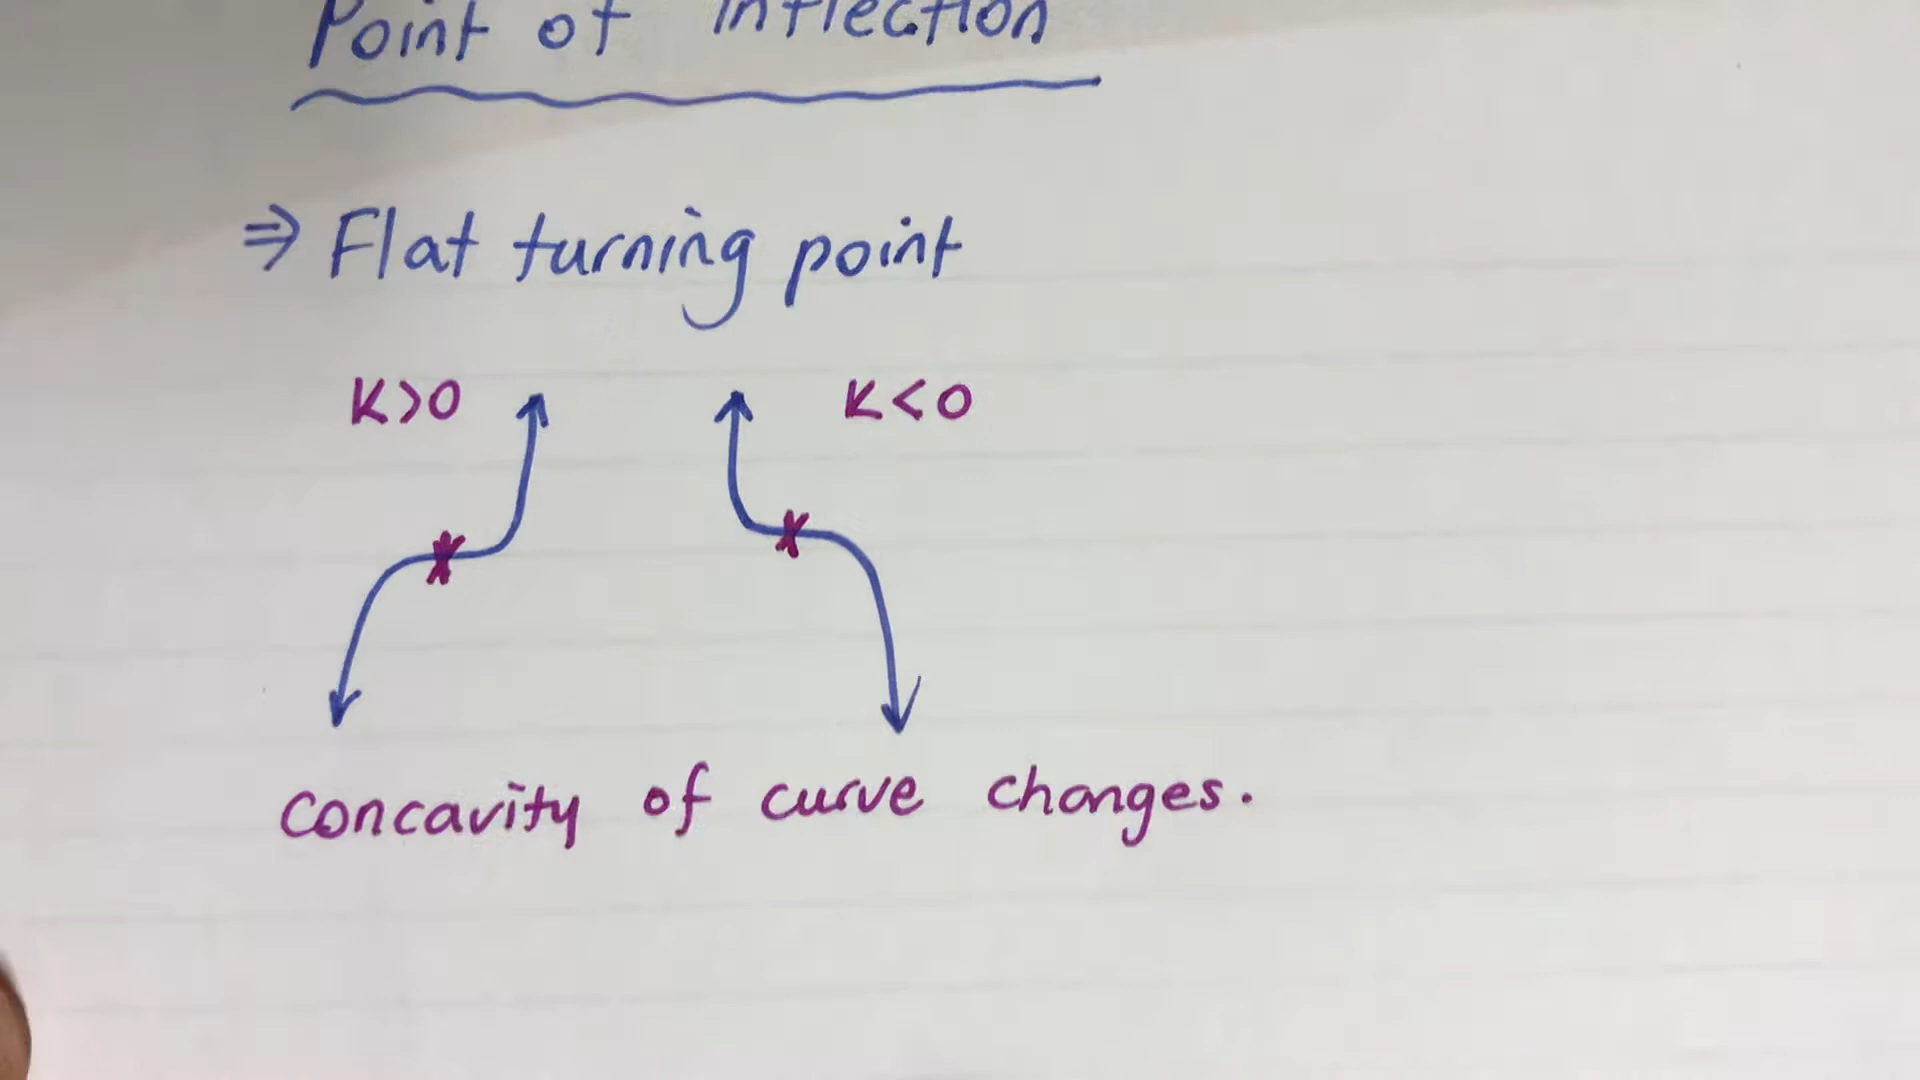 Point of inflection
⇒ Flat turning point
K>0 K<0
Concavity of curve changes.